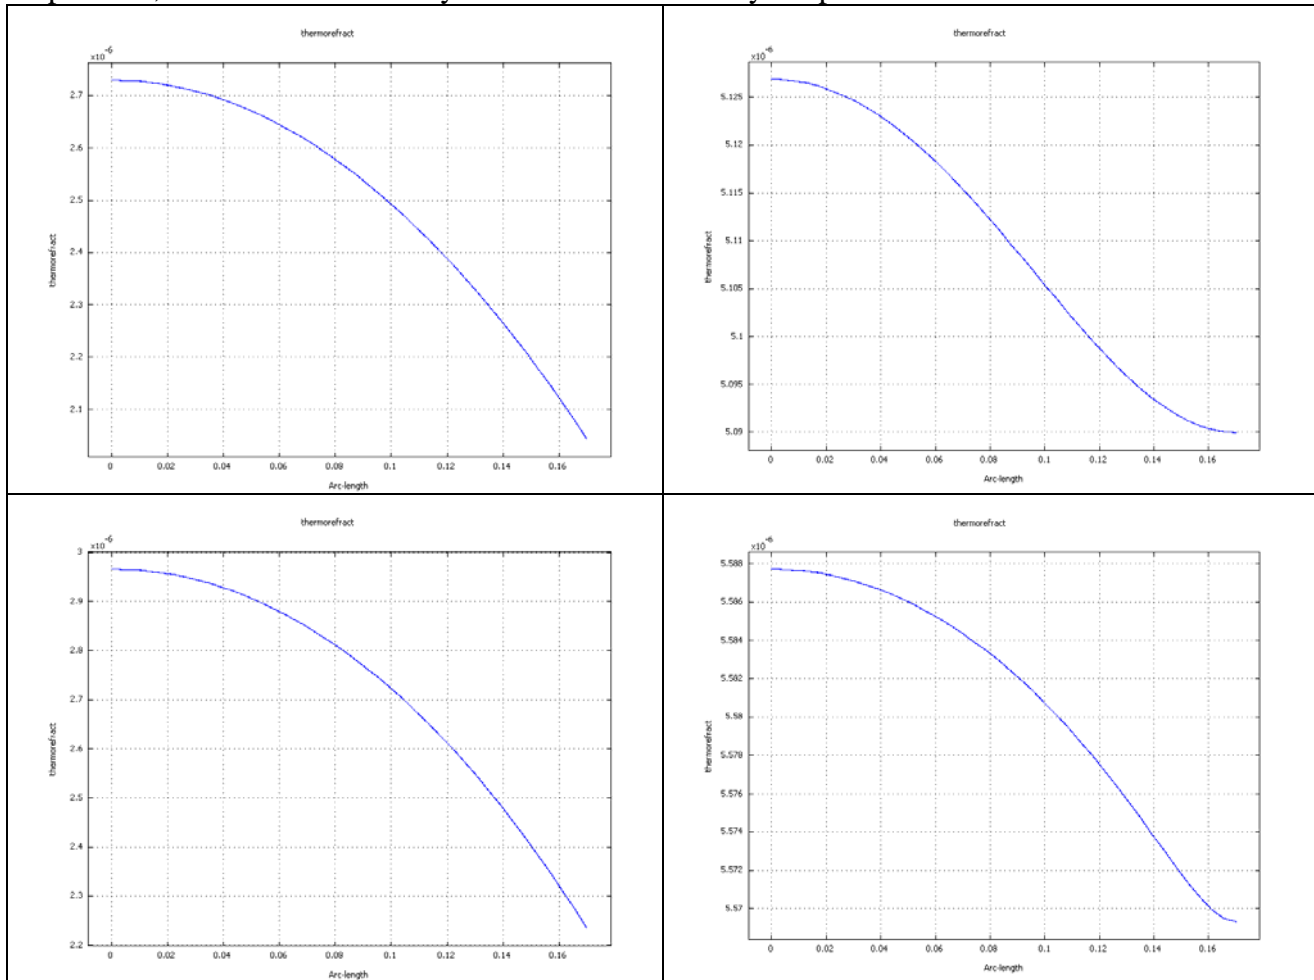 thermorefract
x10^-6
2.7
2.6
2.5
2.4
2.3
2.2
2.1
thermorefract
0 0.02 0.04 0.06 0.08 0.1 0.12 0.14 0.16
Arc-length
thermorefract
x10^-6
5.125
5.12
5.115
5.11
5.105
5.1
5.095
5.09
thermorefract
0 0.02 0.04 0.06 0.08 0.1 0.12 0.14 0.16
Arc-length
thermorefract
x10^-6
3
2.9
2.8
2.7
2.6
2.5
2.4
2.3
2.2
thermorefract
0 0.02 0.04 0.06 0.08 0.1 0.12 0.14 0.16
Arc-length
thermorefract
x10^-6
5.588
5.586
5.584
5.582
5.58
5.578
5.576
5.574
5.572
5.57
thermorefract
0 0.02 0.04 0.06 0.08 0.1 0.12 0.14 0.16
Arc-length